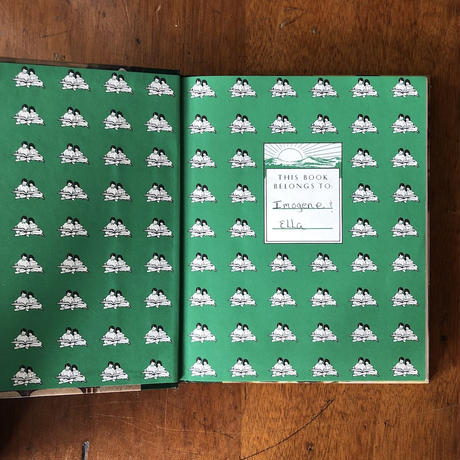 THIS BOOK
BELONGS TO:
Imogene &
Ella